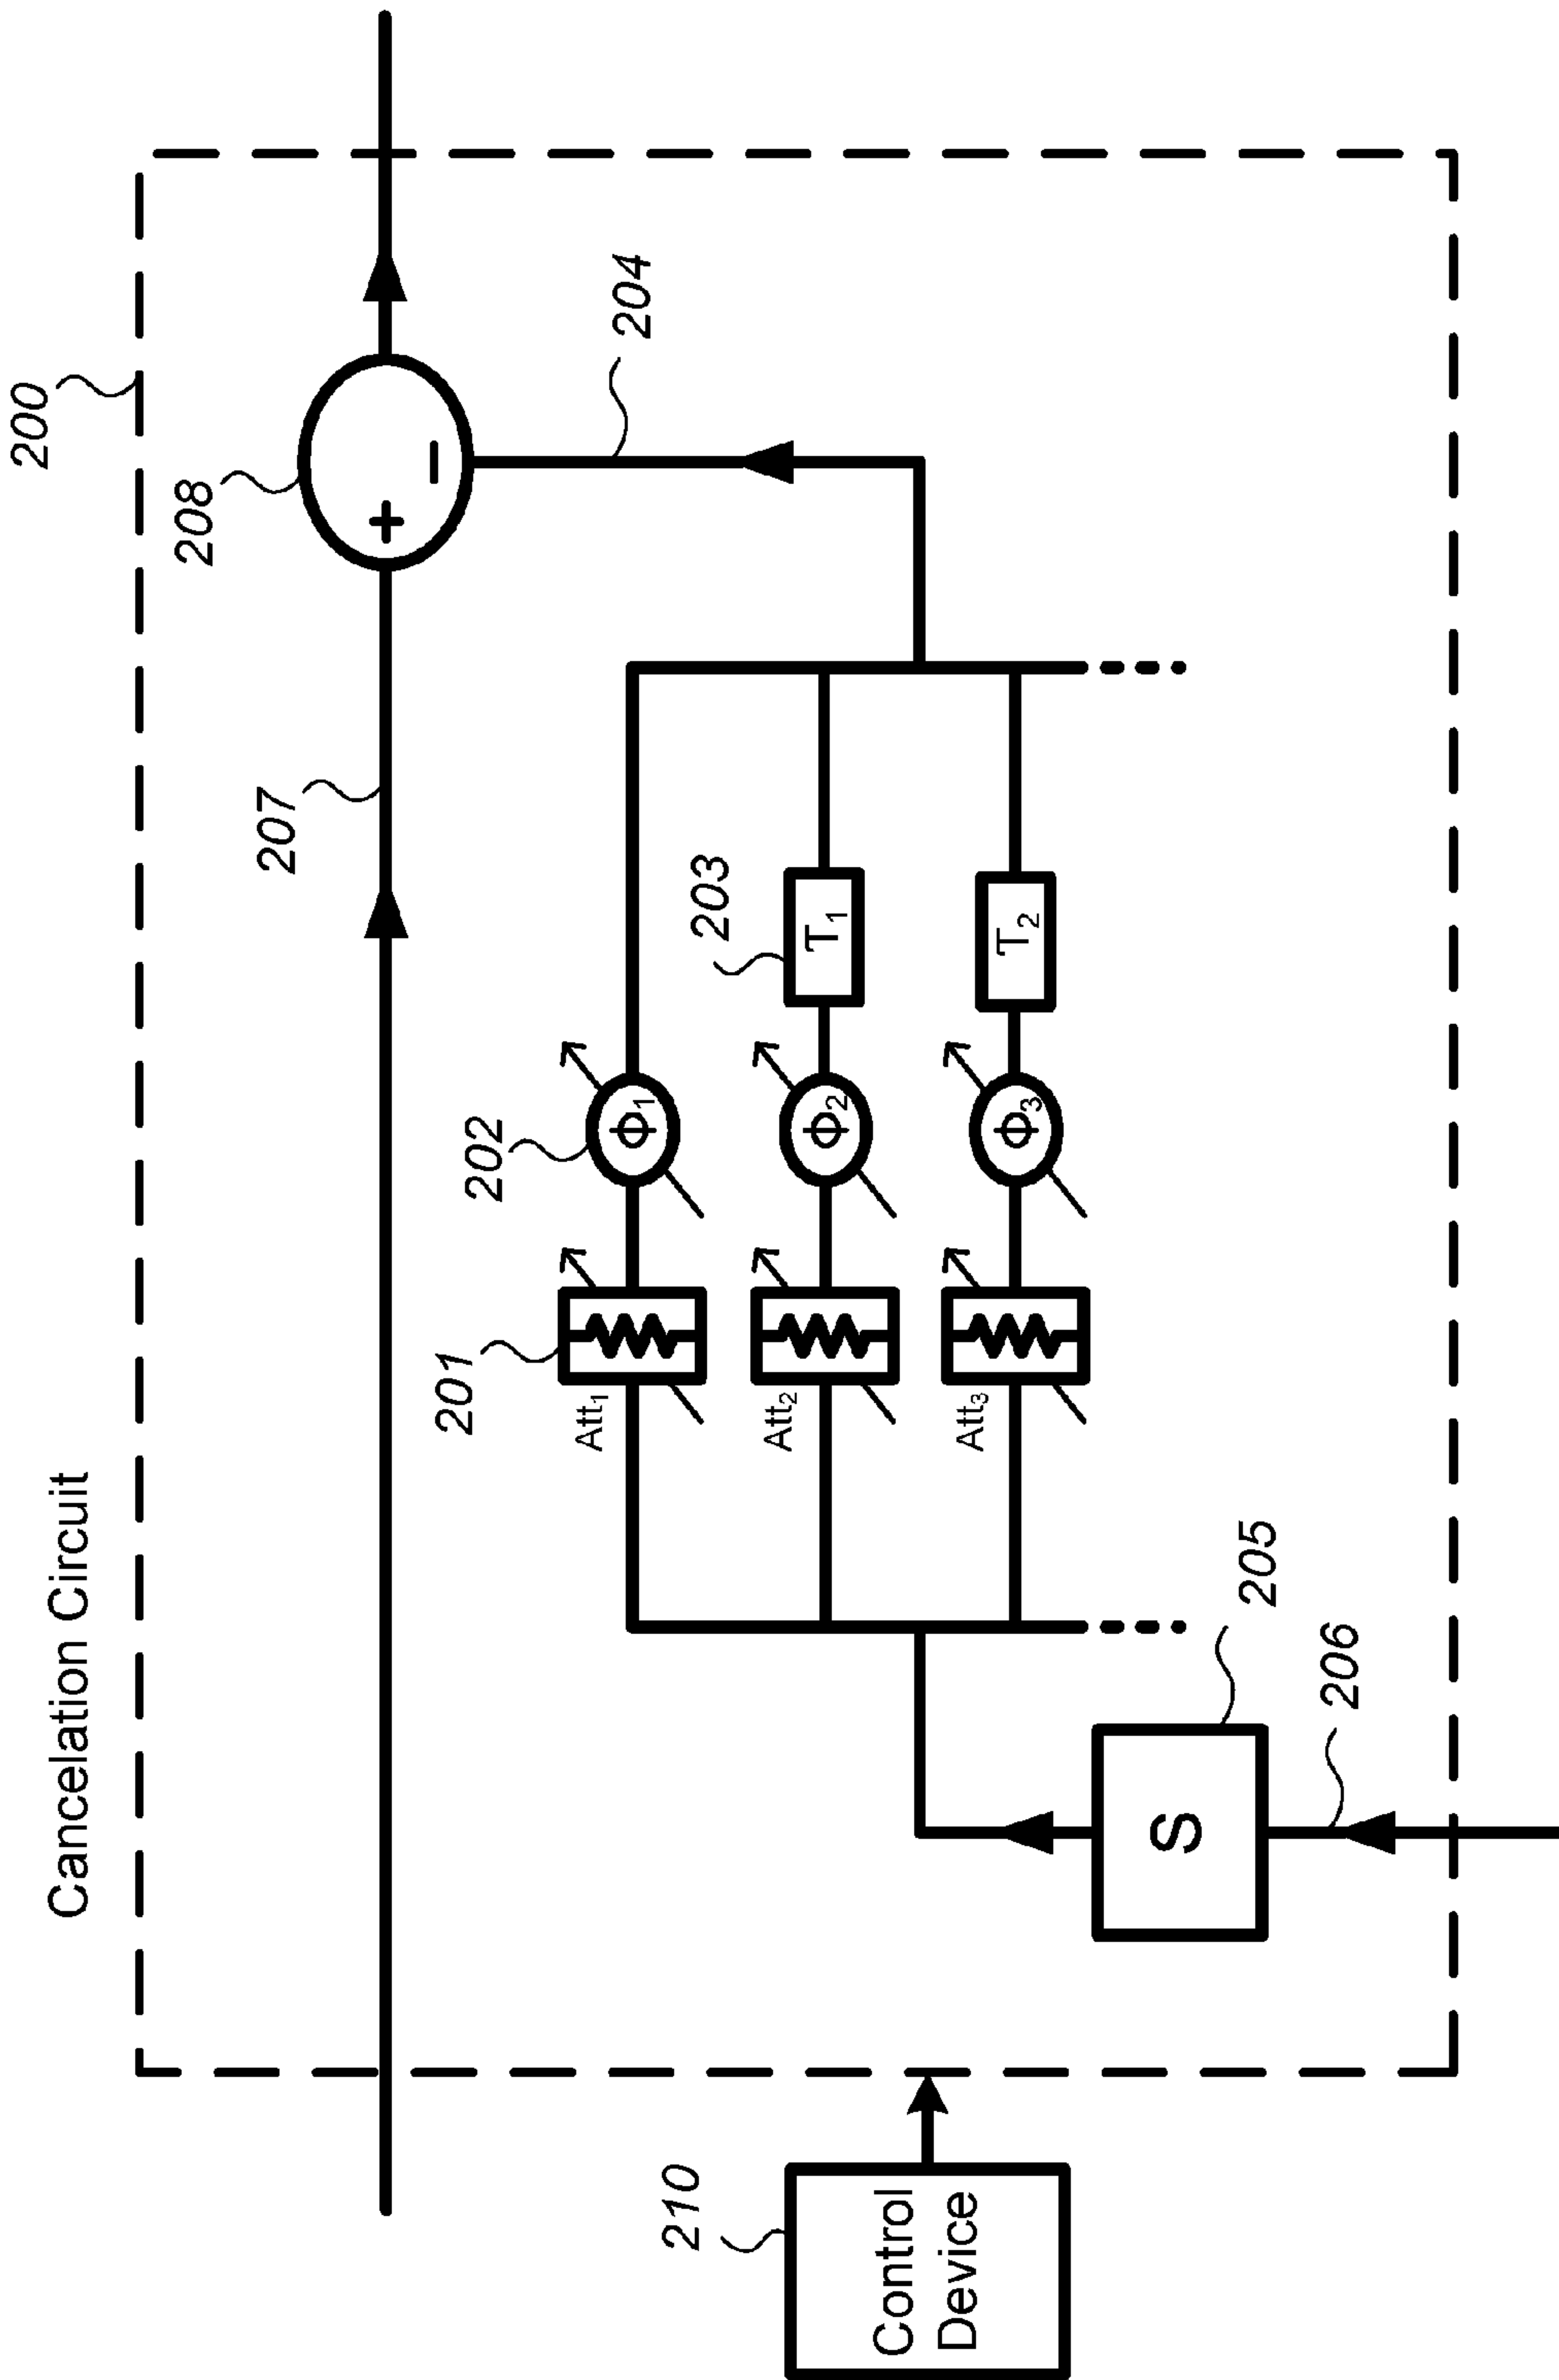 Cancelation Circuit
200
208
+
−
207
204
202
203
201
Φ1
Att1
Φ2
T1
Att2
Φ3
T2
Att3
205
S
206
210
Control
Device